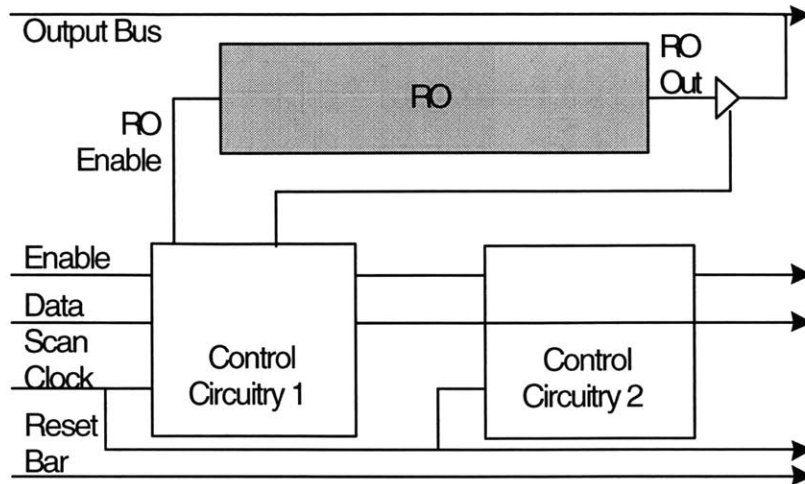 Output Bus
RO
RO
Out
RO
Enable
Enable
Data
Scan
Clock
Control
Circuitry 1
Control
Circuitry 2
Reset
Bar